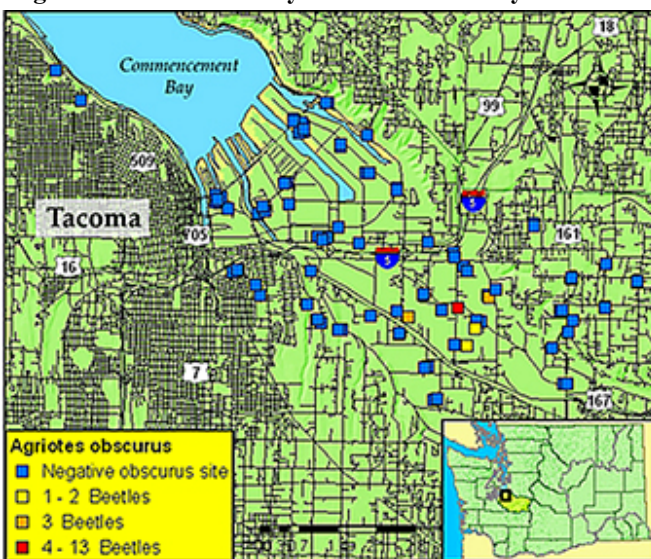 18
Commencement
Bay
99
509
5
Tacoma
705
161
5
16
7
167
Agriotes obscurus
Negative obscurus site
1 - 2 Beetles
3 Beetles
4 - 13 Beetles